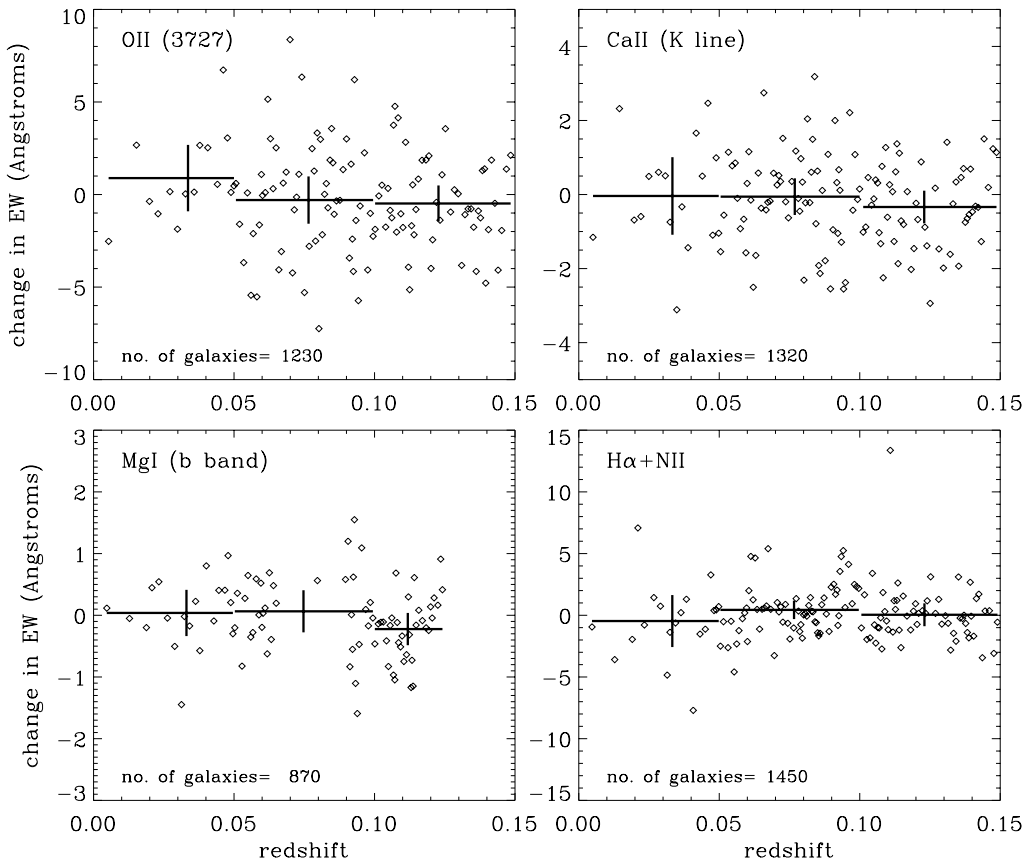 OII (3727)
no. of galaxies= 1230
change in EW (Angstroms)
10
5
0
−5
−10
0.00 0.05 0.10 0.15
CaII (K line)
no. of galaxies= 1320
4
2
0
−2
−4
0.00 0.05 0.10 0.15
MgI (b band)
no. of galaxies= 870
change in EW (Angstroms)
3
2
1
0
−1
−2
−3
0.00 0.05 0.10 0.15
redshift
Hα+NII
no. of galaxies= 1450
15
10
5
0
−5
−10
−15
0.00 0.05 0.10 0.15
redshift